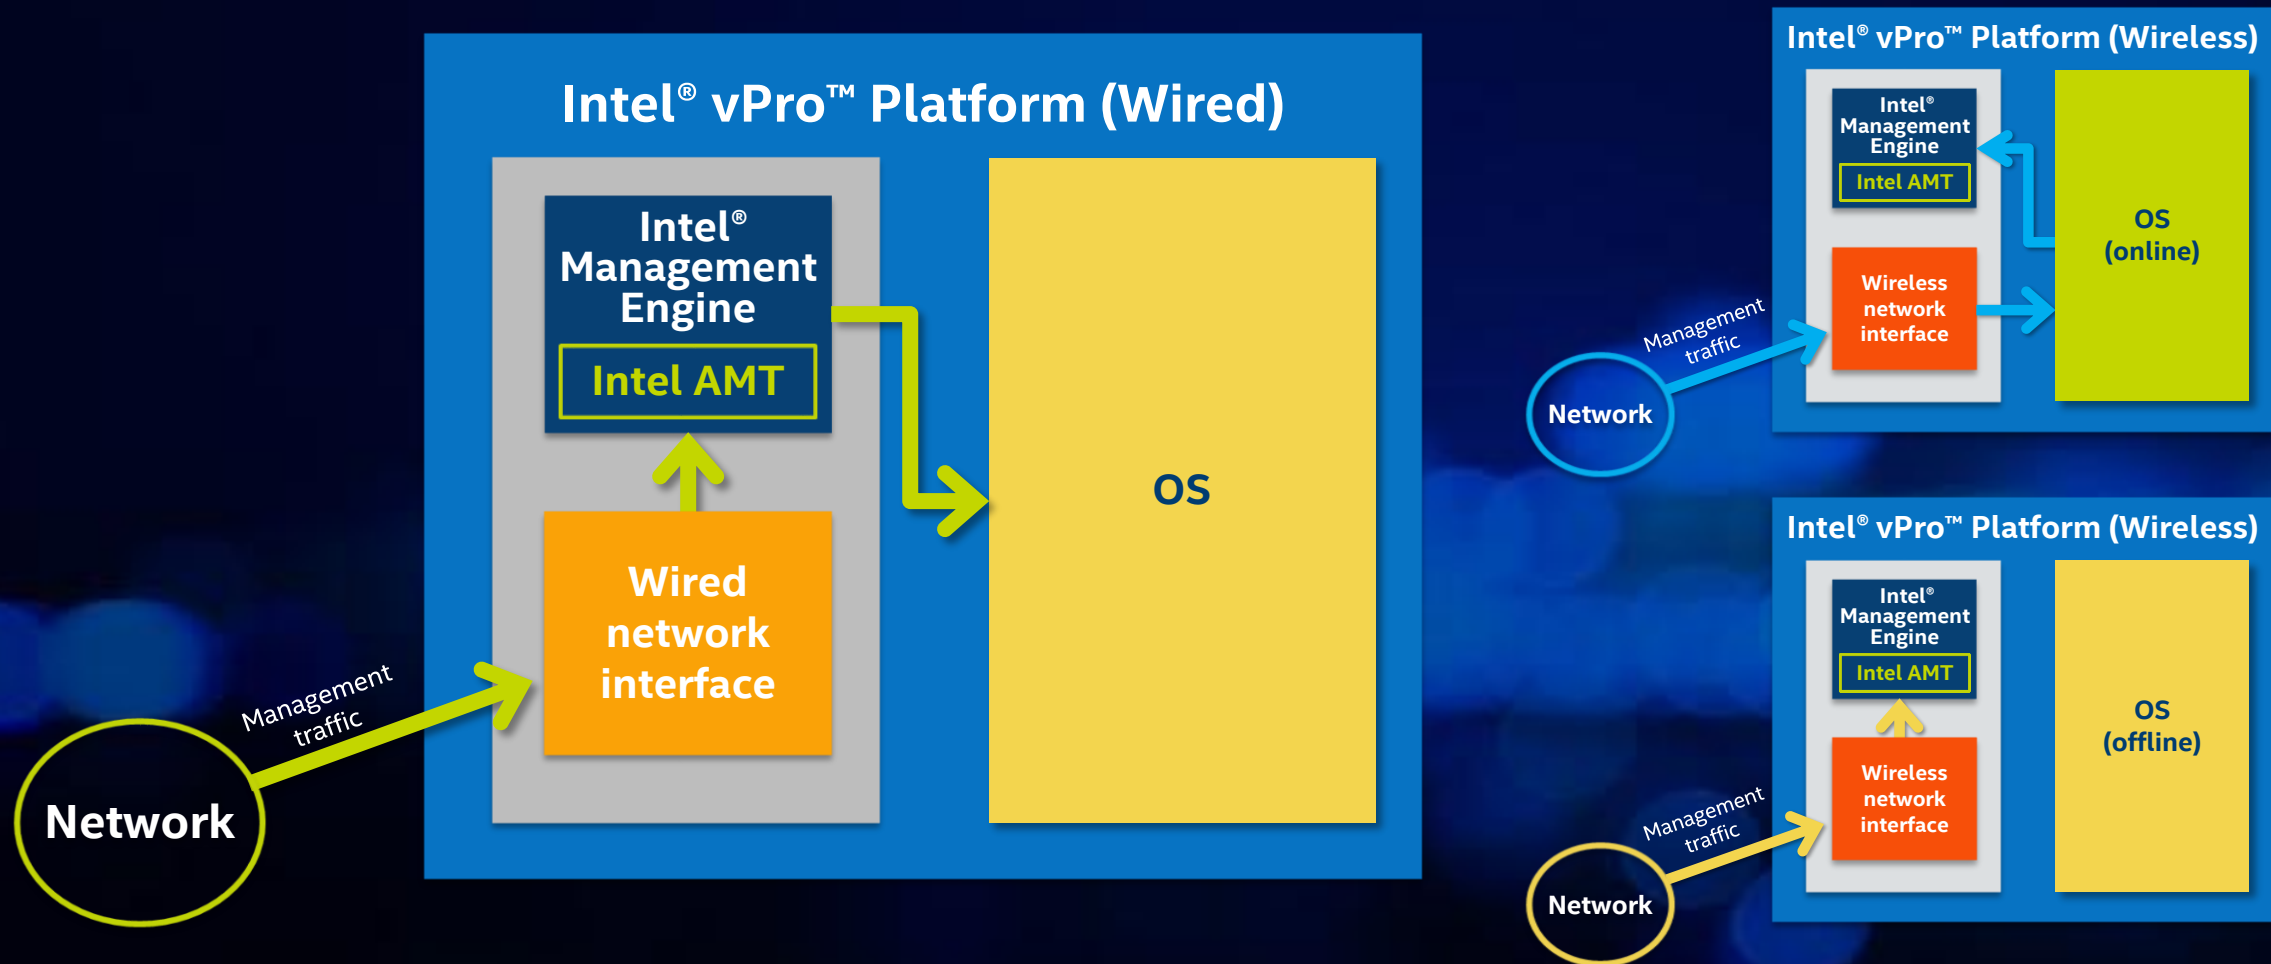 Intel® vPro™ Platform (Wired)
Intel®
Management
Engine
Intel AMT
Wired
network
interface
OS
Management
traffic
Network
Intel® vPro™ Platform (Wireless)
Intel®
Management
Engine
Intel AMT
Wireless
network
interface
OS
(online)
Management
traffic
Network
Intel® vPro™ Platform (Wireless)
Intel®
Management
Engine
Intel AMT
Wireless
network
interface
OS
(offline)
Management
traffic
Network